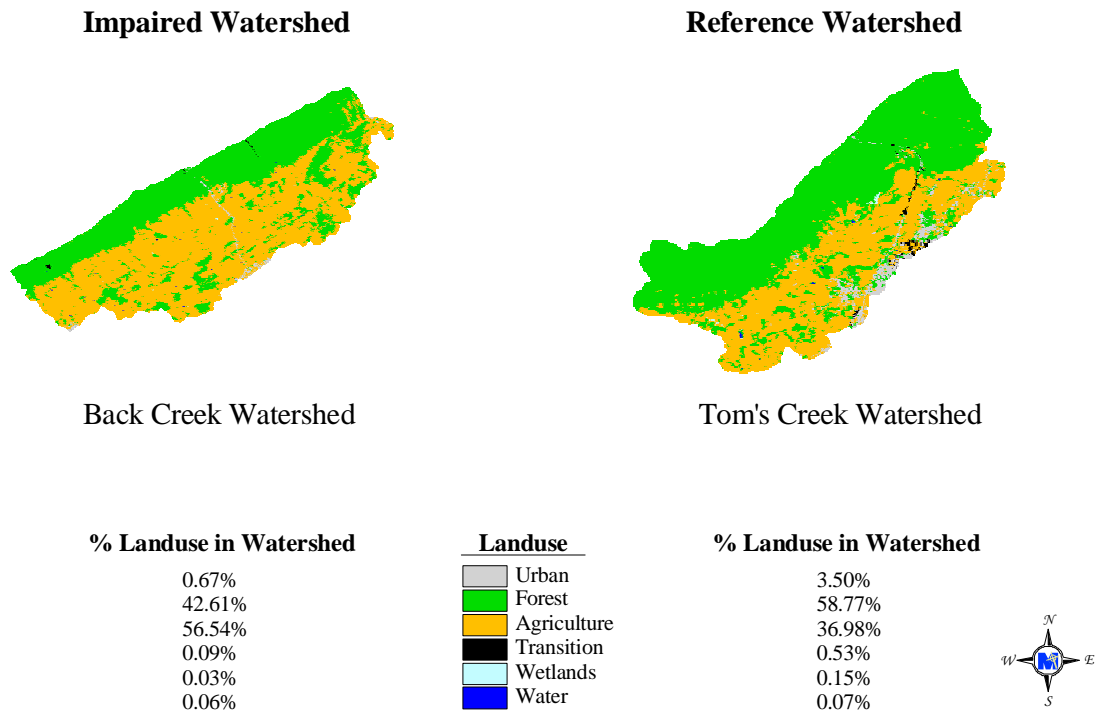 Impaired Watershed
Reference Watershed
Back Creek Watershed
Tom's Creek Watershed
% Landuse in Watershed
Landuse
% Landuse in Watershed
0.67% Urban 3.50%
42.61% Forest 58.77%
56.54% Agriculture 36.98%
0.09% Transition 0.53%
0.03% Wetlands 0.15%
0.06% Water 0.07%
N
W E
M
S